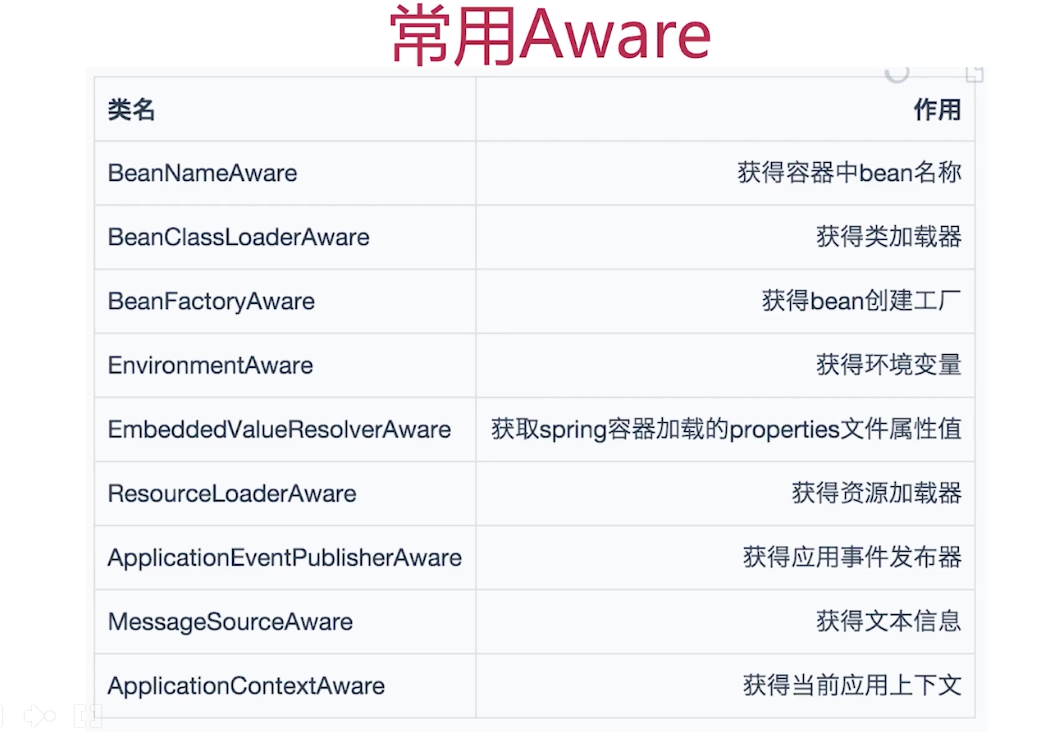 常用Aware
类名 作用
BeanNameAware 获得容器中bean名称
BeanClassLoaderAware 获得类加载器
BeanFactoryAware 获得bean创建工厂
EnvironmentAware 获得环境变量
EmbeddedValueResolverAware 获取spring容器加载的properties文件属性值
ResourceLoaderAware 获得资源加载器
ApplicationEventPublisherAware 获得应用事件发布器
MessageSourceAware 获得文本信息
ApplicationContextAware 获得当前应用上下文